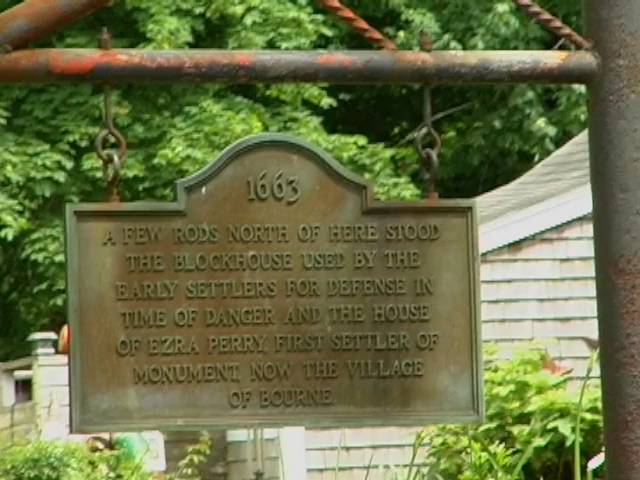 1663
A FEW RODS NORTH OF HERE STOOD
THE BLOCKHOUSE USED BY THE
EARLY SETTLERS FOR DEFENSE IN
TIME OF DANGER AND THE HOUSE
OF EZRA PERRY, FIRST SETTLER OF
MONUMENT, NOW THE VILLAGE
OF BOURNE.